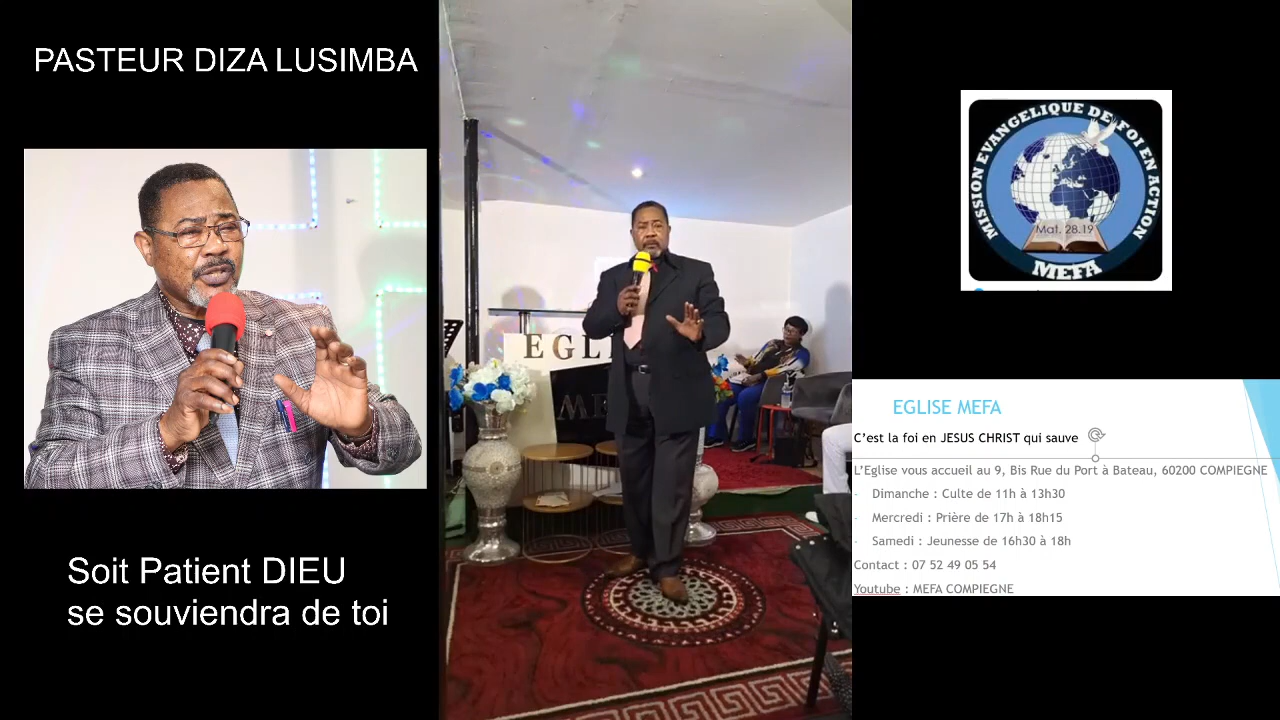 PASTEUR DIZA LUSIMBA
Soit Patient DIEU
se souviendra de toi
EGLI
ME
MISSION EVANGELIQUE DE FOI EN ACTION
Mat. 28.19
MEFA
EGLISE MEFA
C'est la foi en JESUS CHRIST qui sauve
L'Eglise vous accueil au 9, Bis Rue du Port à Bateau, 60200 COMPIEGNE
- Dimanche : Culte de 11h à 13h30
- Mercredi : Prière de 17h à 18h15
- Samedi : Jeunesse de 16h30 à 18h
Contact : 07 52 49 05 54
Youtube : MEFA COMPIEGNE